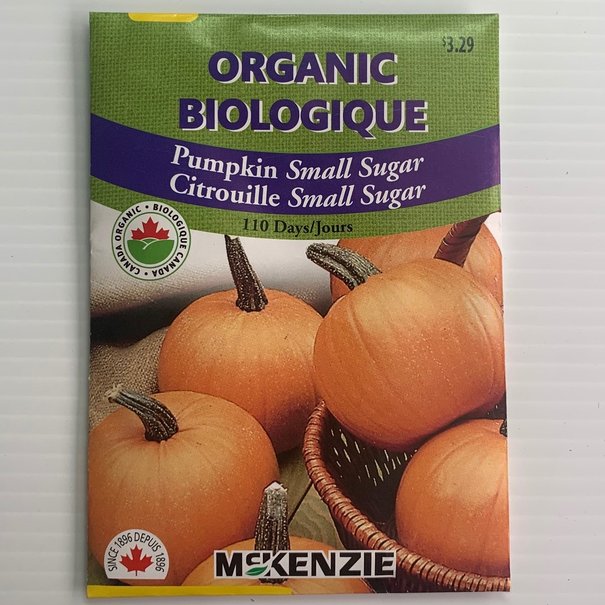 $3.29
ORGANIC
BIOLOGIQUE
Pumpkin Small Sugar
Citrouille Small Sugar
110 Days/Jours
CANADA ORGANIC • BIOLOGIQUE CANADA •
SINCE 1896 DEPUIS 1896
McKENZIE